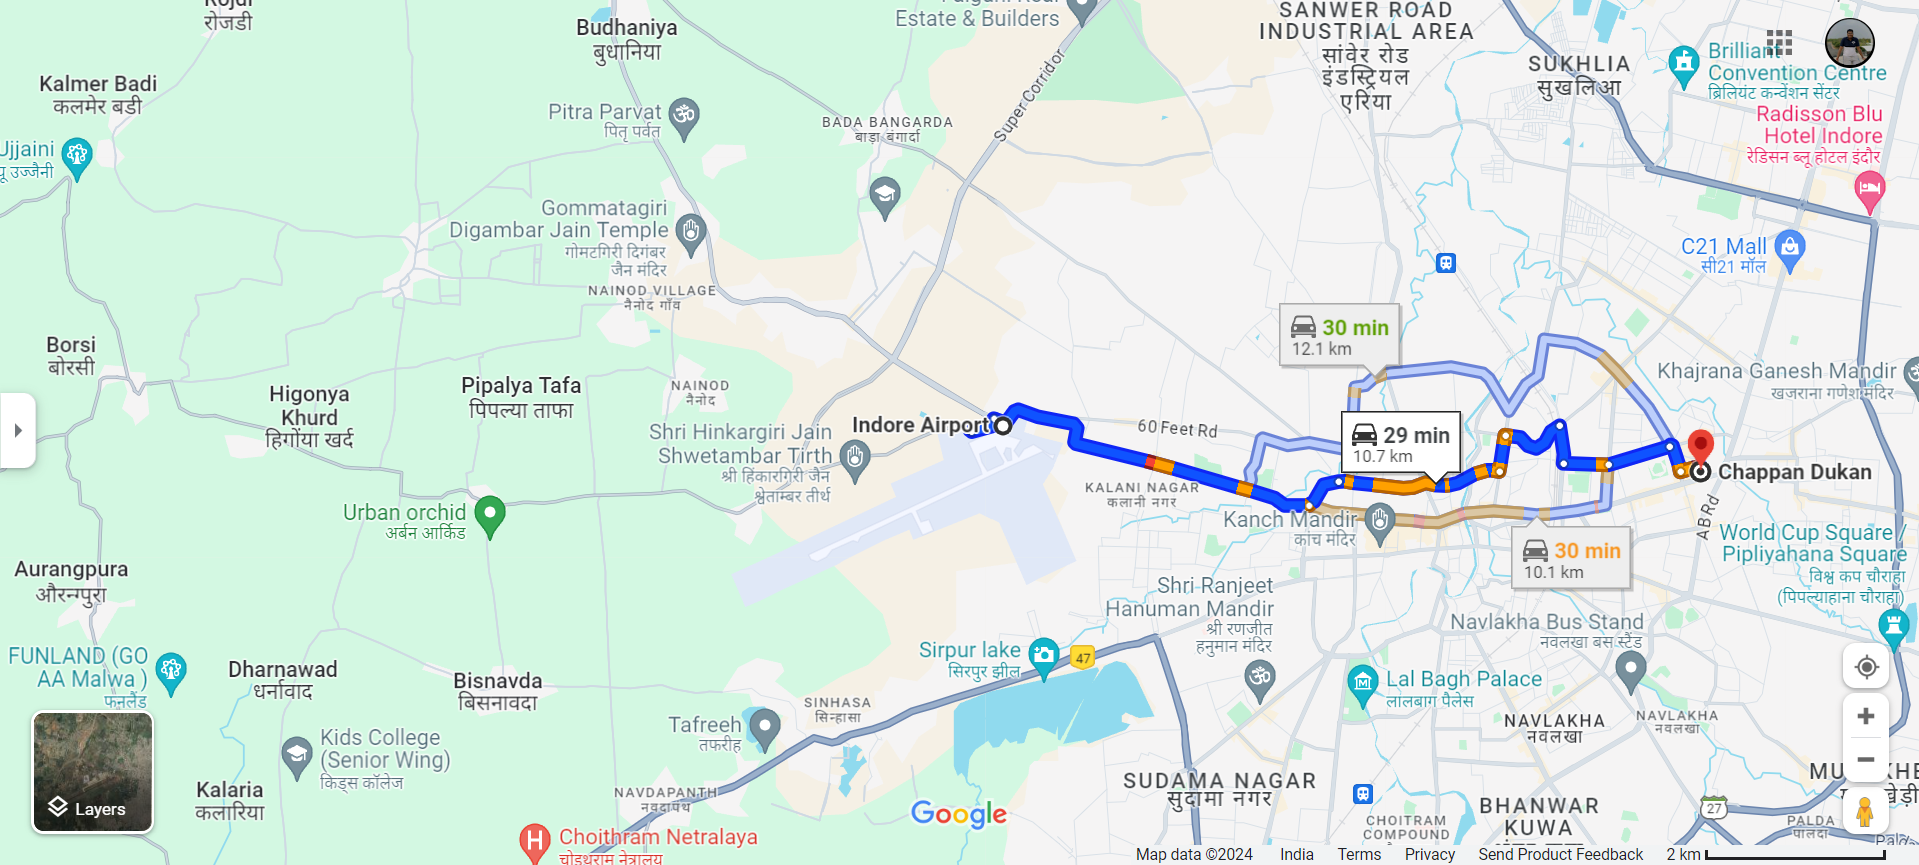 रोजडी
Budhaniya
बुधानिया
Estate & Builders
SANWER ROAD
INDUSTRIAL AREA
सांवेर रोड
इंडस्ट्रियल
एरिया
SUKHLIA
सुखलिआ
Brilliant
Convention Centre
ब्रिलियंट कन्वेंशन सेंटर
Radisson Blu
Hotel Indore
रेडिसन ब्लू होटल इंदौर
Kalmer Badi
कालमेर बडी
Pitra Parvat
पितृ पर्वत
BADA BANGARDA
बाड़ा बंगार्दा
Super Corridor
Ujjaini
उज्जैनी
Gommatagiri
Digambar Jain Temple
गोमटगिरी दिगंबर
जैन मंदिर
NAINOD VILLAGE
नैनोद गाँव
C21 Mall
सी21 मॉल
Borsi
बोरसी
Higonya
Khurd
हिगोंया खर्द
Pipalya Tafa
पिपल्या ताफा
NAINOD
नैनोद
30 min
12.1 km
Khajrana Ganesh Mandir
खजराना गणेश मंदिर
Indore Airport
60 Feet Rd
29 min
10.7 km
Shri Hinkargiri Jain
Shwetambar Tirth
श्री हिंकारगिरी जैन
श्वेताम्बर तीर्थ
KALANI NAGAR
कलानी नगर
Chappan Dukan
AB Rd
Kanch Mandir
कांच मंदिर
30 min
10.1 km
World Cup Square /
Pipliyahana Square
विश्व कप चौराहा
(पिपल्याहाना चौराहा)
Urban orchid
अर्बन आर्किड
Aurangpura
औरन्गपुरा
Shri Ranjeet
Hanuman Mandir
श्री रणजीत
हनुमान मंदिर
Navlakha Bus Stand
नवलखा बस स्टैंड
FUNLAND (GO
AA Malwa )
फनलैंड
Dharnawad
धर्नावाद
Bisnavda
बिसनावदा
Sirpur lake
सिरपुर झील
47
Lal Bagh Palace
लालबाग पैलेस
SINHASA
सिन्हासा
NAVLAKHA
नवलखा
NAVLAKHA
नवलखा
Tafreeh
तफरीह
Kids College
(Senior Wing)
किड्स कॉलेज
Kalaria
कलारिया
Layers
NAVDAPANTH
नवदापंथ
SUDAMA NAGAR
सुदामा नगर
BHANWAR
KUWA
CHOITRAM
COMPOUND
27
PALDA
पालदा
Google
Choithram Netralaya
चोइथराम नेत्रालय
Map data ©2024
India
Terms
Privacy
Send Product Feedback
2 km